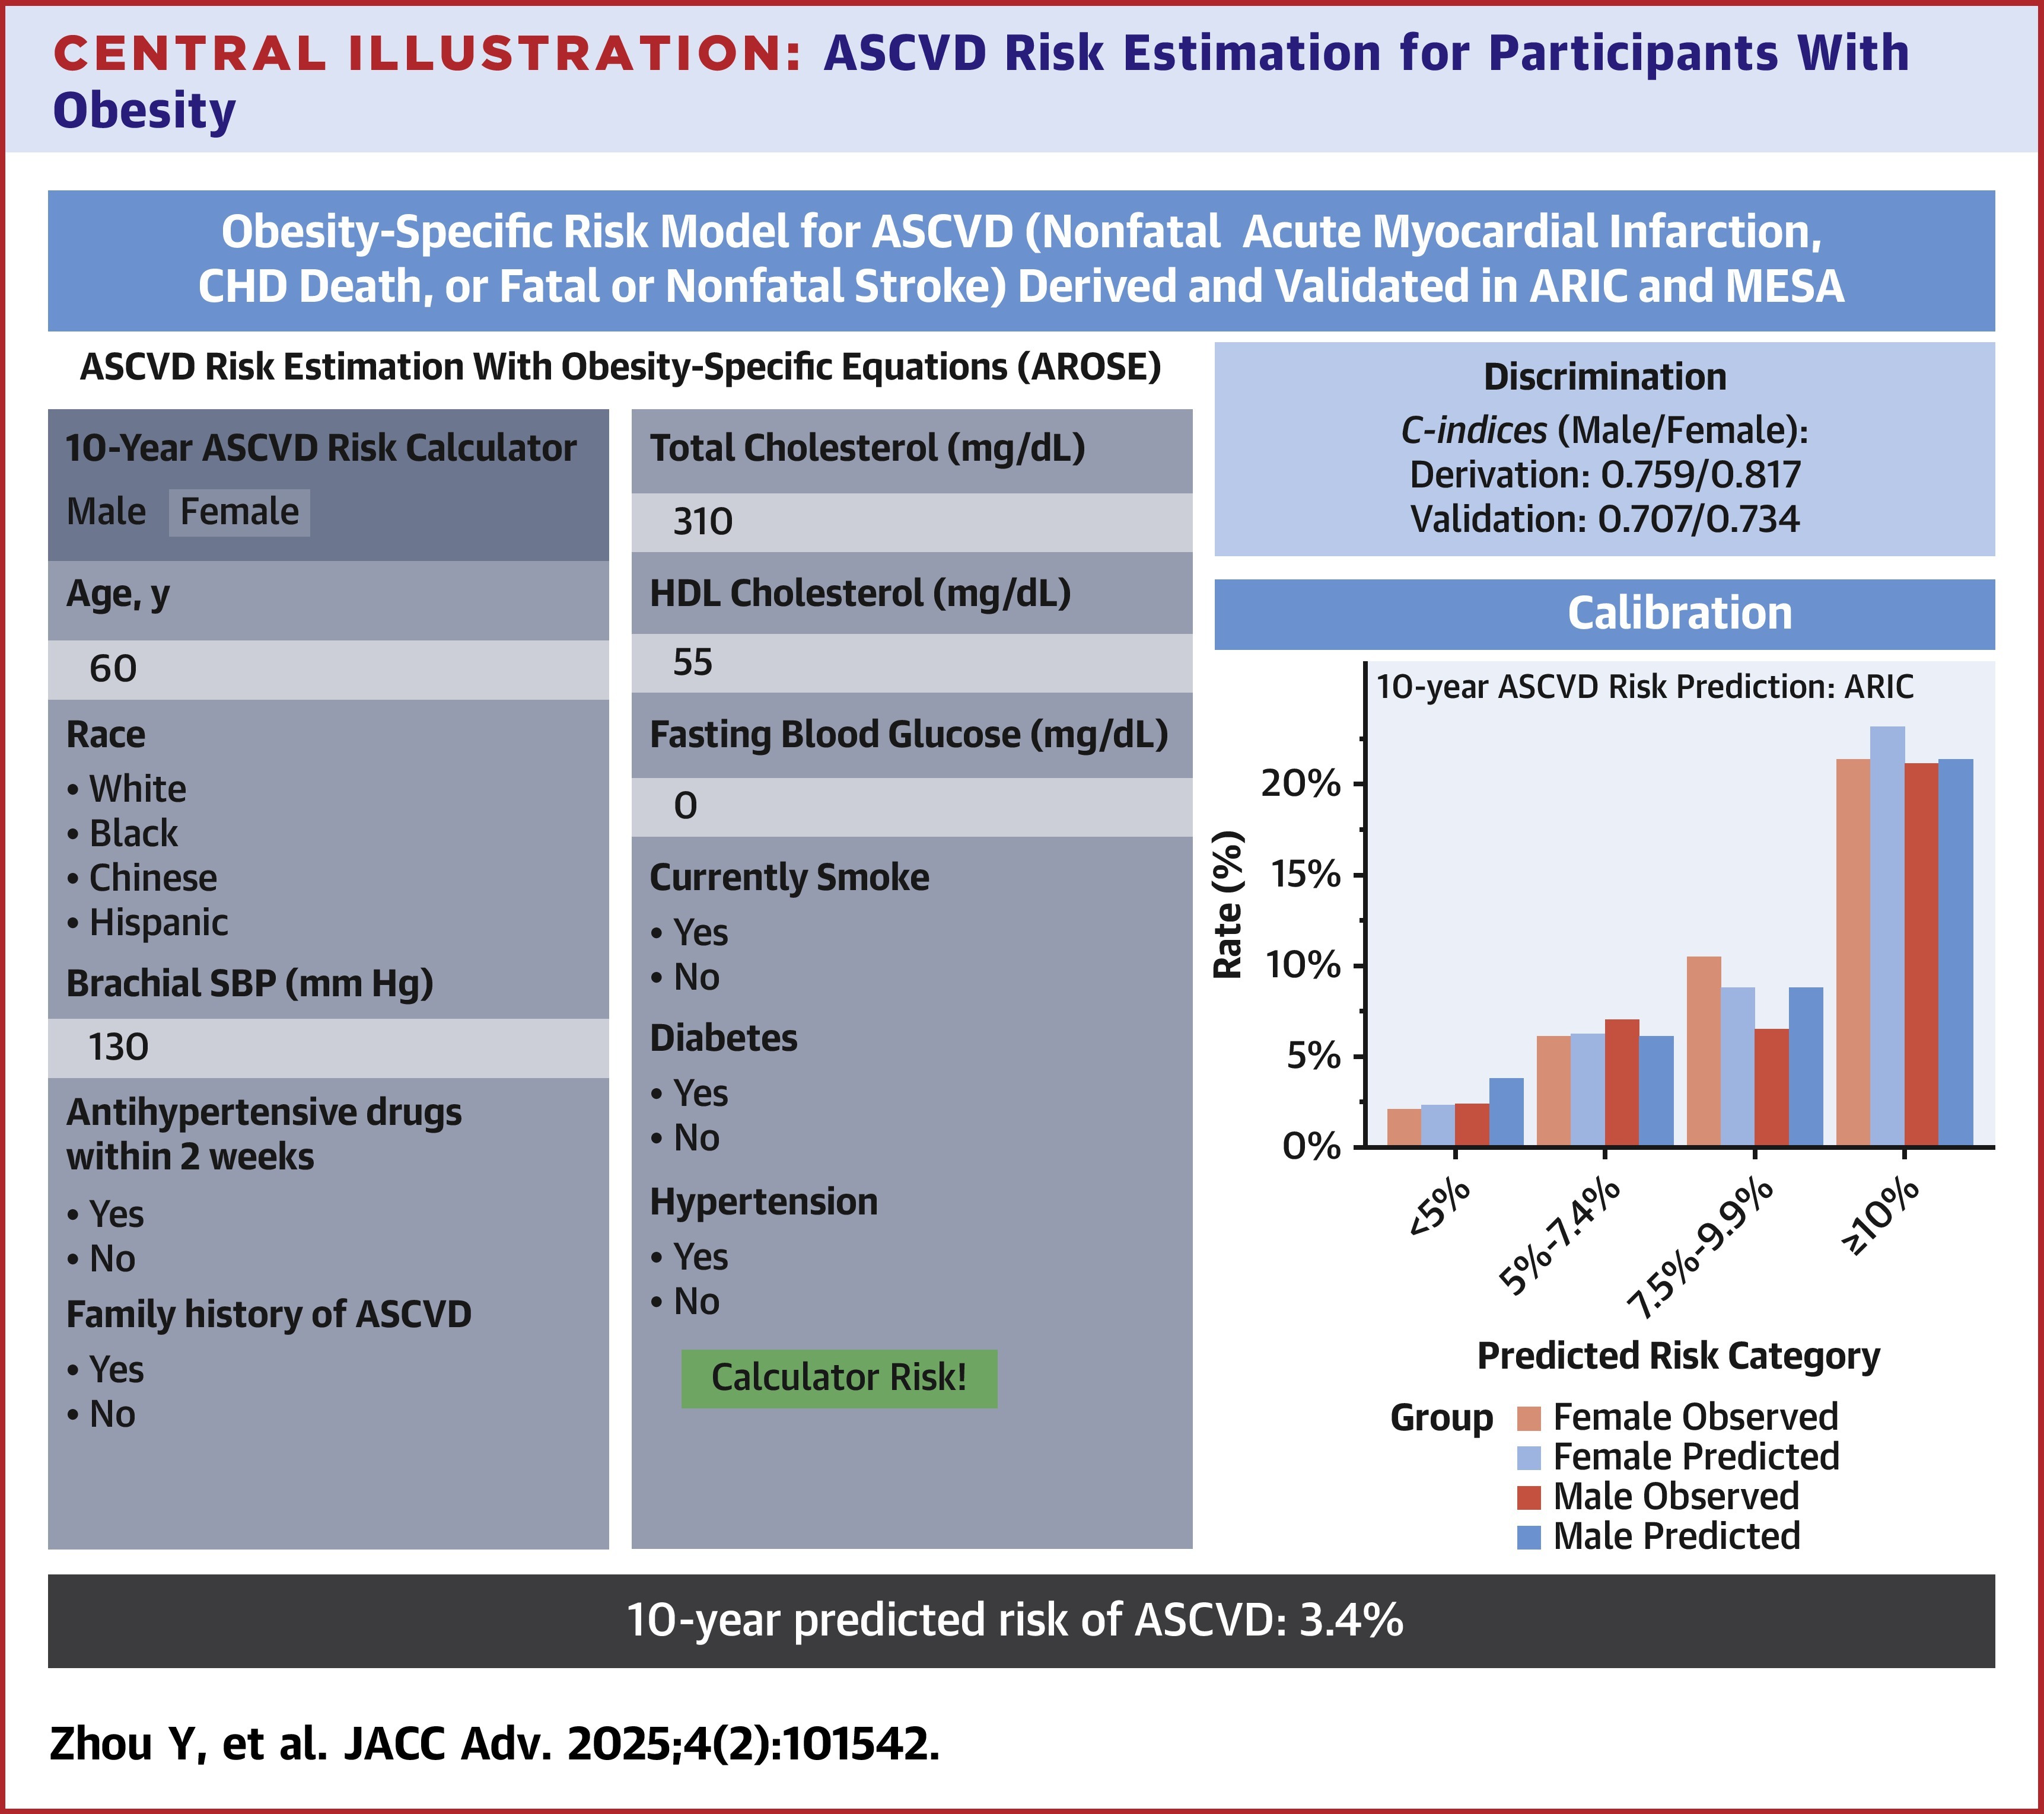 CENTRAL ILLUSTRATION: ASCVD Risk Estimation for Participants With
Obesity
Obesity-Specific Risk Model for ASCVD (Nonfatal Acute Myocardial Infarction,
CHD Death, or Fatal or Nonfatal Stroke) Derived and Validated in ARIC and MESA
ASCVD Risk Estimation With Obesity-Specific Equations (AROSE)
10-Year ASCVD Risk Calculator
Male Female
Age, y
60
Race
• White
• Black
• Chinese
• Hispanic
Brachial SBP (mm Hg)
130
Antihypertensive drugs
within 2 weeks
• Yes
• No
Family history of ASCVD
• Yes
• No
Total Cholesterol (mg/dL)
310
HDL Cholesterol (mg/dL)
55
Fasting Blood Glucose (mg/dL)
0
Currently Smoke
• Yes
• No
Diabetes
• Yes
• No
Hypertension
• Yes
• No
Calculator Risk!
Discrimination
C-indices (Male/Female):
Derivation: 0.759/0.817
Validation: 0.707/0.734
Calibration
10-year ASCVD Risk Prediction: ARIC
Rate (%)
20%
15%
10%
5%
0%
<5%
5%-7.4%
7.5%-9.9%
≥10%
Predicted Risk Category
Group
Female Observed
Female Predicted
Male Observed
Male Predicted
10-year predicted risk of ASCVD: 3.4%
Zhou Y, et al. JACC Adv. 2025;4(2):101542.